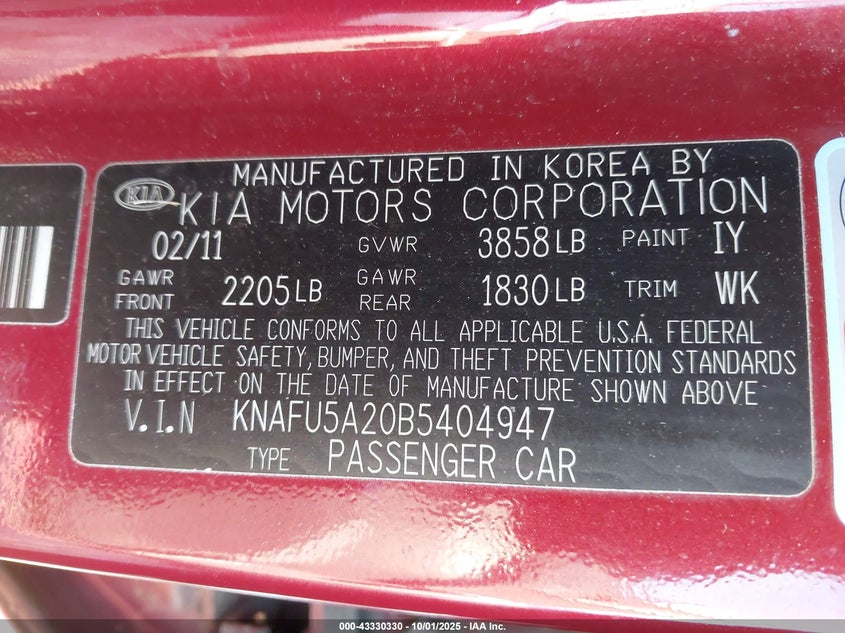 MANUFACTURED IN KOREA BY
KIA KIA MOTORS CORPORATION
02/11 GVWR 3858LB PAINT IY
GAWR FRONT 2205LB GAWR REAR 1830LB TRIM WK
THIS VEHICLE CONFORMS TO ALL APPLICABLE U.S.A. FEDERAL
MOTOR VEHICLE SAFETY, BUMPER, AND THEFT PREVENTION STANDARDS
IN EFFECT ON THE DATE OF MANUFACTURE SHOWN ABOVE
V.I.N KNAFU5A20B5404947
TYPE PASSENGER CAR
000-43330330 - 10/01/2025 - IAA Inc.